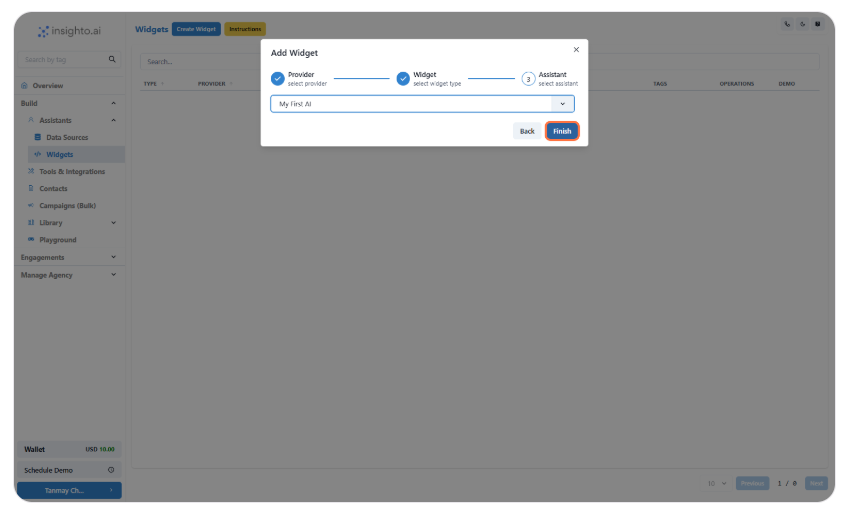 insighto.ai
Widgets Create Widget Instructions
Search by tag
Search...
Add Widget
Provider
select provider
Widget
select widget type
3 Assistant
select assistant
My First AI
Back Finish
TYPE PROVIDER TAGS OPERATIONS DEMO
Overview
Build
Assistants
Data Sources
Widgets
Tools & Integrations
Contacts
Campaigns (Bulk)
Library
Playground
Engagements
Manage Agency
Wallet USD 10.00
Schedule Demo
Tanmay Ch...
10 Previous 1 / 0 Next